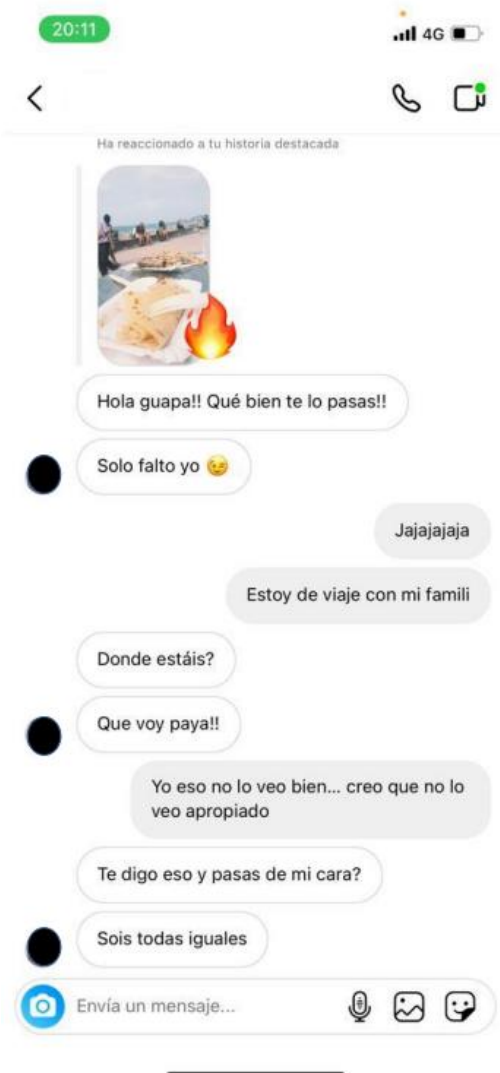 20:11
4G
Ha reaccionado a tu historia destacada
Hola guapa!! Qué bien te lo pasas!!
Solo falto yo 😉
Jajajajaja
Estoy de viaje con mi famili
Donde estáis?
Que voy paya!!
Yo eso no lo veo bien... creo que no lo
veo apropiado
Te digo eso y pasas de mi cara?
Sois todas iguales
Envía un mensaje...